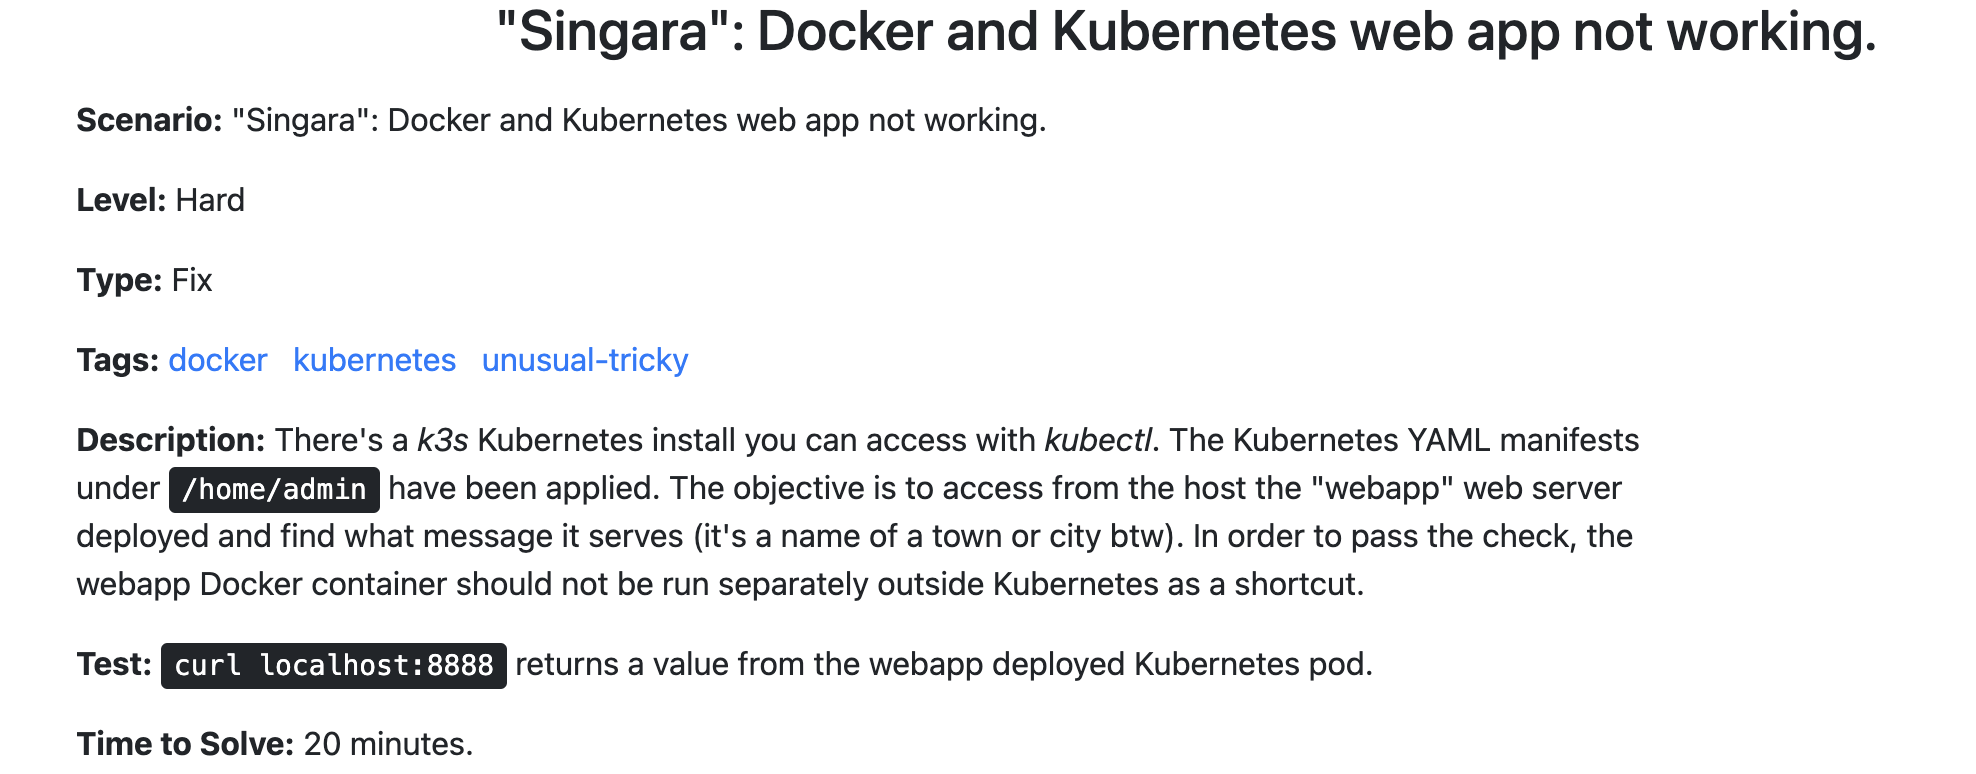 "Singara": Docker and Kubernetes web app not working.
Scenario: "Singara": Docker and Kubernetes web app not working.
Level: Hard
Type: Fix
Tags: docker kubernetes unusual-tricky
Description: There's a k3s Kubernetes install you can access with kubectl. The Kubernetes YAML manifests
under /home/admin have been applied. The objective is to access from the host the "webapp" web server
deployed and find what message it serves (it's a name of a town or city btw). In order to pass the check, the
webapp Docker container should not be run separately outside Kubernetes as a shortcut.
Test: curl localhost:8888 returns a value from the webapp deployed Kubernetes pod.
Time to Solve: 20 minutes.